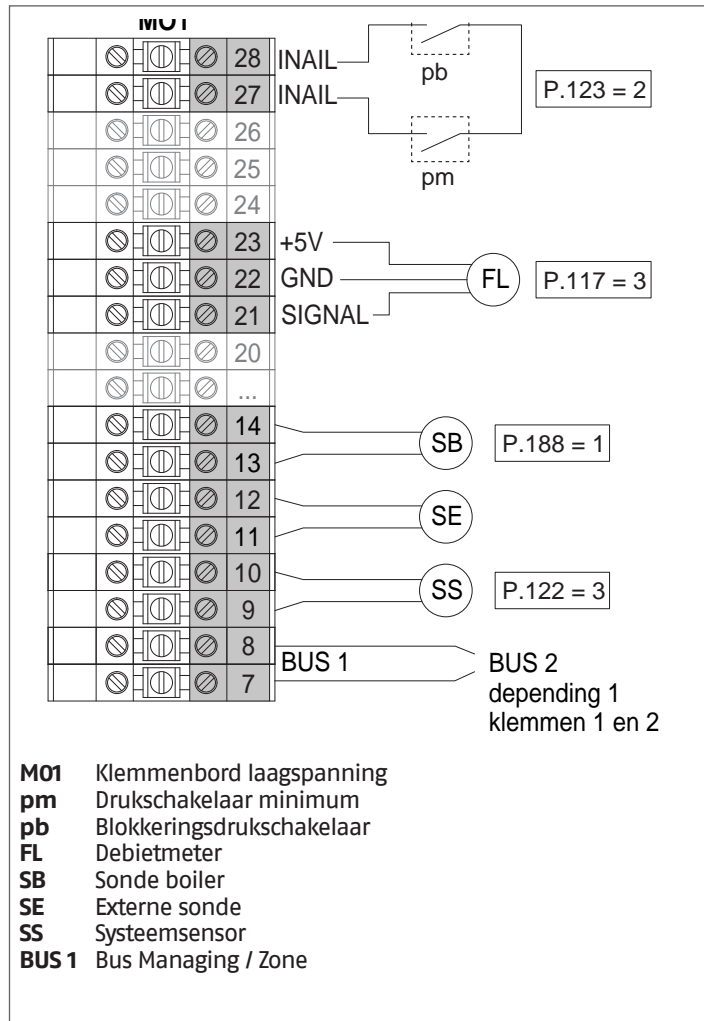 M01
28 INAIL
pb
27 INAIL
P.123 = 2
26
pm
25
24
23 +5V
22 GND FL P.117 = 3
21 SIGNAL
20
...
14
SB P.188 = 1
13
12
SE
11
10
SS P.122 = 3
9
8
BUS 1 BUS 2
7
depending 1
klemmen 1 en 2
M01 Klemmenbord laagspanning
pm Drukschakelaar minimum
pb Blokkeringsdrukschakelaar
FL Debietmeter
SB Sonde boiler
SE Externe sonde
SS Systeemsensor
BUS 1 Bus Managing / Zone